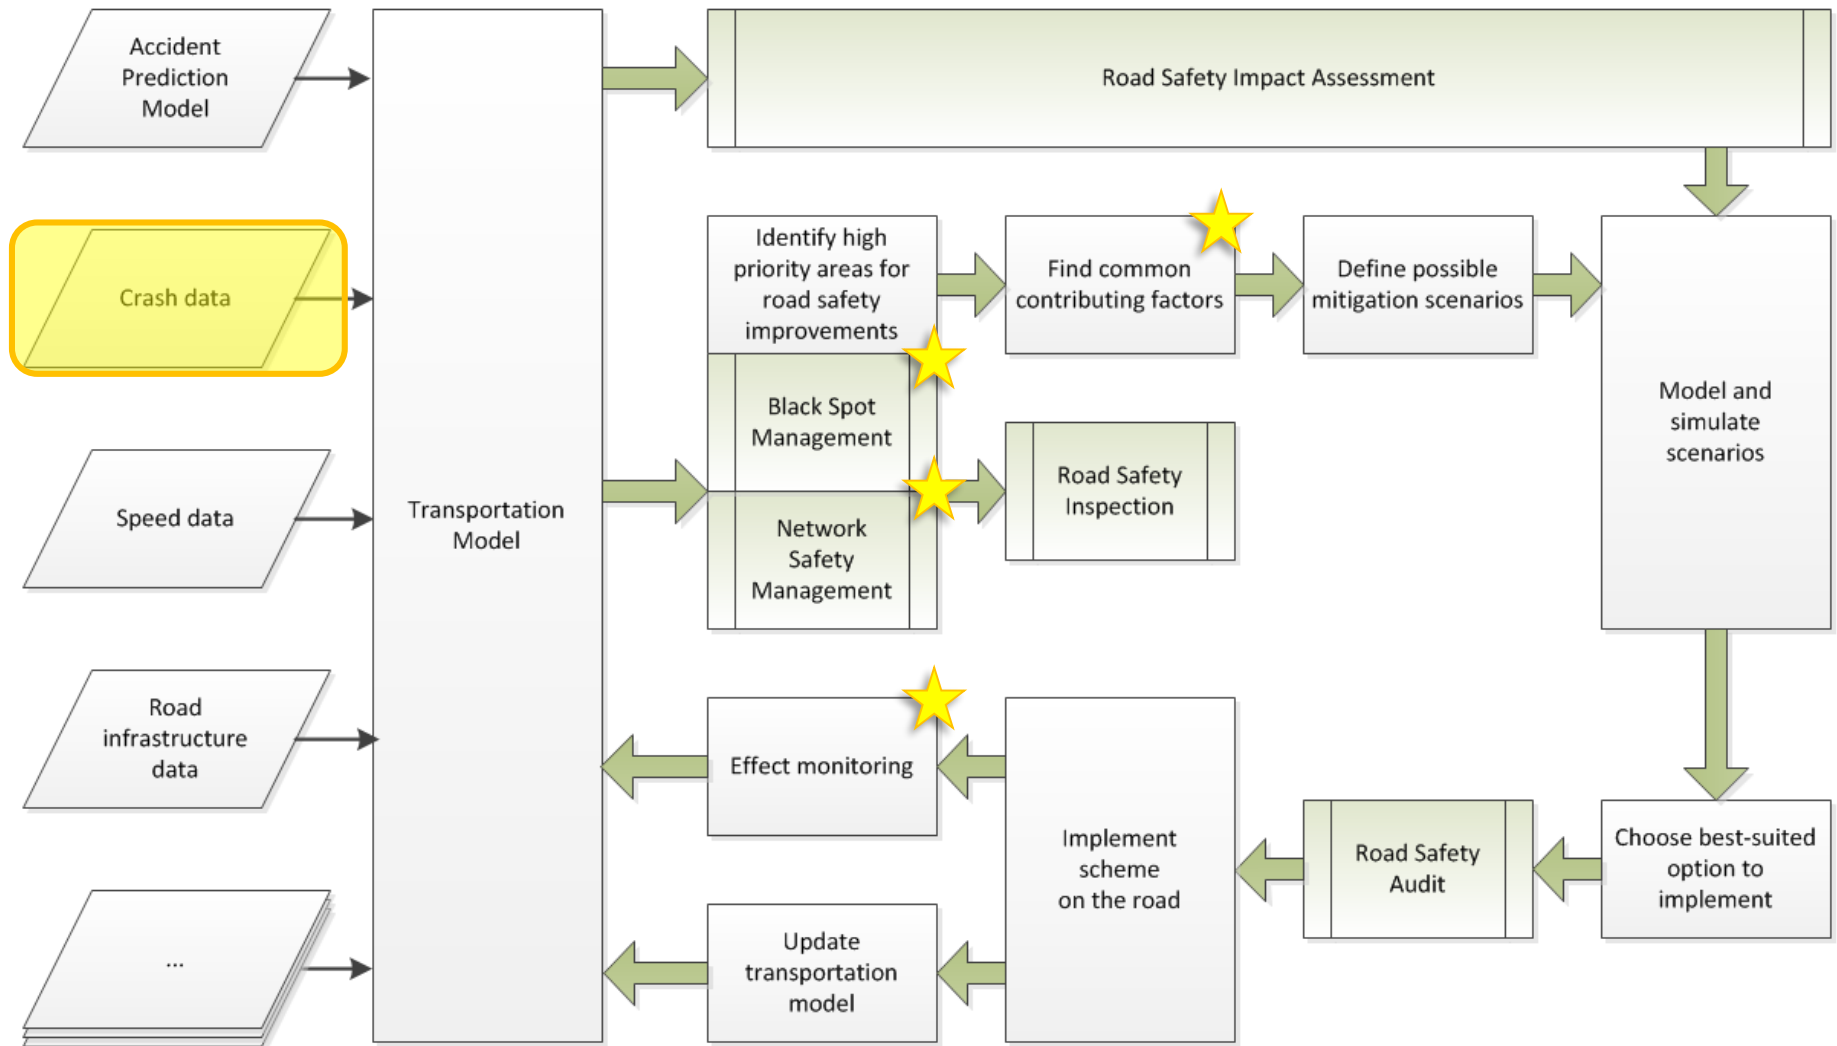 Accident
Prediction
Model
Road Safety Impact Assessment
Crash data
Identify high
priority areas for
road safety
improvements
Find common
contributing factors
Define possible
mitigation scenarios
Model and
simulate
scenarios
Black Spot
Management
Speed data
Transportation
Model
Road Safety
Inspection
Network
Safety
Management
Road
infrastructure
data
Effect monitoring
Implement
scheme
on the road
Road Safety
Audit
Choose best-suited
option to
implement
...
Update
transportation
model